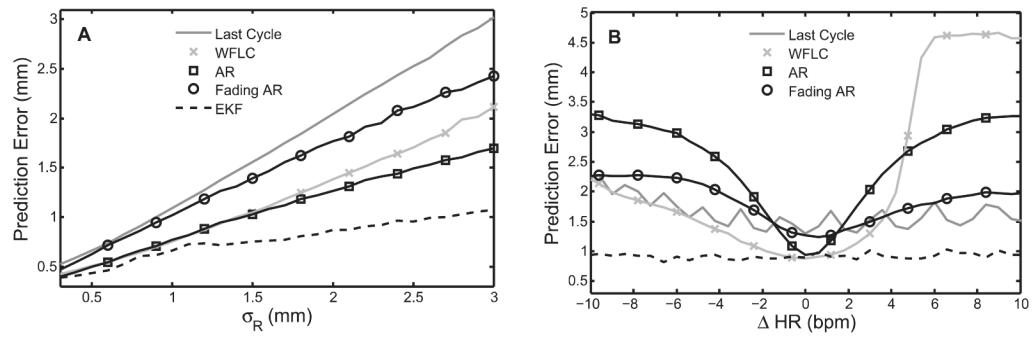 A
Last Cycle
WFLC
AR
Fading AR
EKF
Prediction Error (mm)
3
2.5
2
1.5
1
0.5
0.5 1 1.5 2 2.5 3
σR (mm)
B
Last Cycle
WFLC
AR
Fading AR
Prediction Error (mm)
5
4.5
4
3.5
3
2.5
2
1.5
1
0.5
-10 -8 -6 -4 -2 0 2 4 6 8 10
Δ HR (bpm)